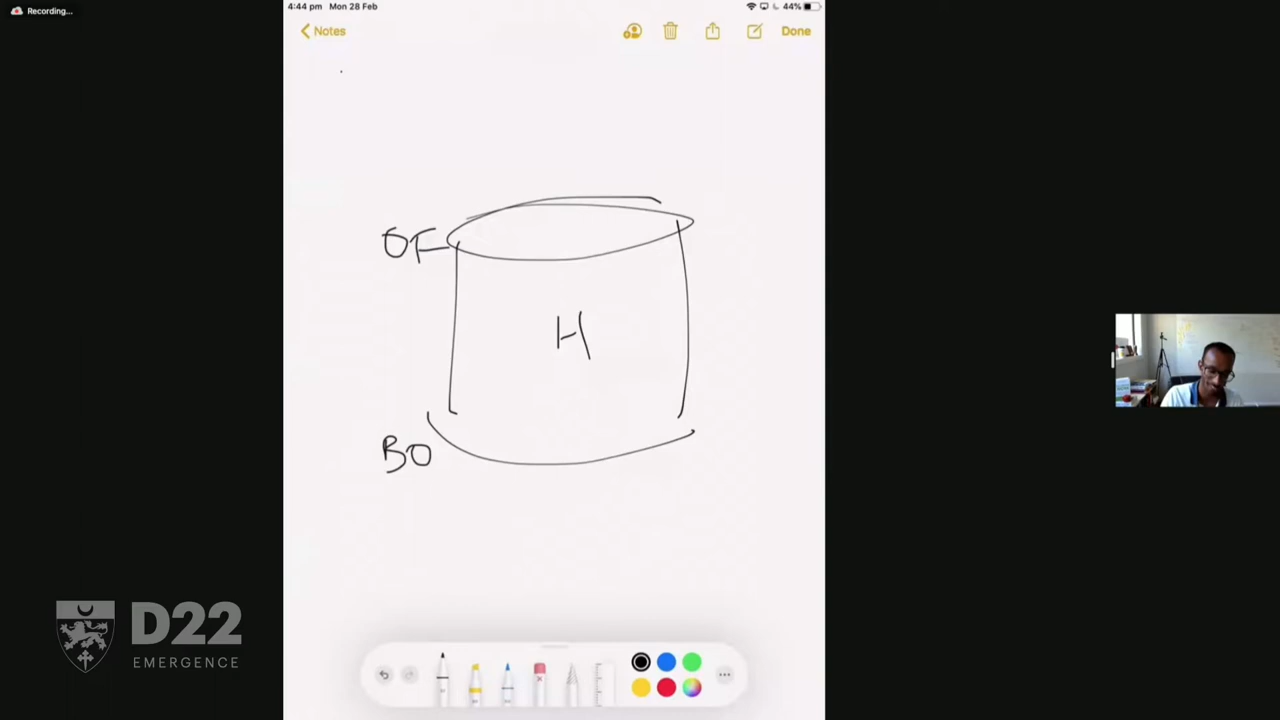 Recording...
4:44 pm Mon 28 Feb
44%
Notes
Done
OF
H
BO
D22
EMERGENCE